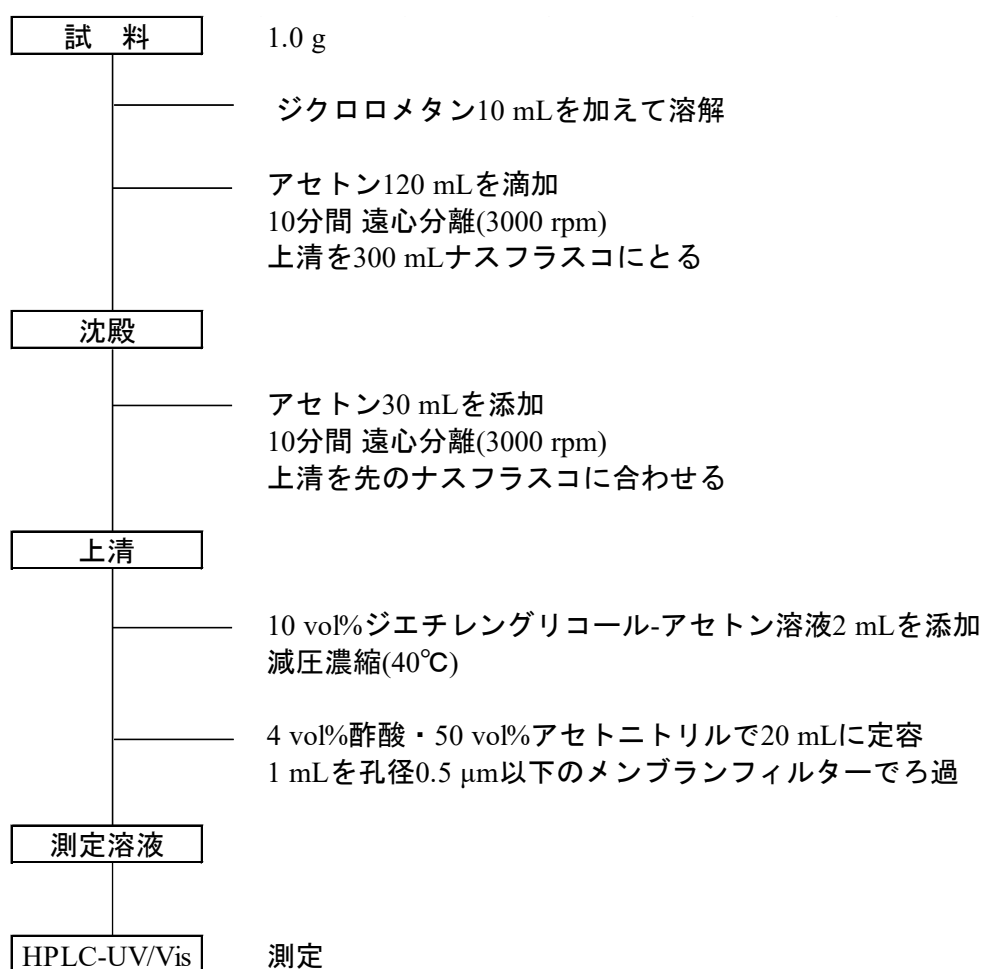 試　料　1.0 g
ジクロロメタン10 mLを加えて溶解
アセトン120 mLを滴加
10分間 遠心分離(3000 rpm)
上清を300 mLナスフラスコにとる
沈殿
アセトン30 mLを添加
10分間 遠心分離(3000 rpm)
上清を先のナスフラスコに合わせる
上清
10 vol%ジエチレングリコール-アセトン溶液2 mLを添加
減圧濃縮(40℃)
4 vol%酢酸・50 vol%アセトニトリルで20 mLに定容
1 mLを孔径0.5 μm以下のメンブランフィルターでろ過
測定溶液
HPLC-UV/Vis　測定